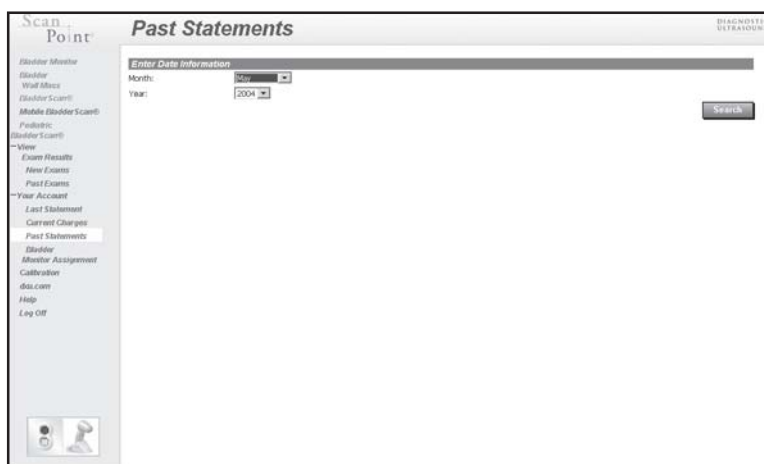 Scan
Point
Past Statements
DIAGNOSTI
ULTRASOUN
Bladder Monitor
Bladder
Wall Mass
BladderScan®
Mobile BladderScan®
Pediatric
BladderScan®
View
Exam Results
New Exams
Past Exams
Your Account
Last Statement
Current Charges
Past Statements
Bladder
Monitor Assignment
Calibration
dxu.com
Help
Log Off
Enter Date Information
Month: May
Year: 2004
Search